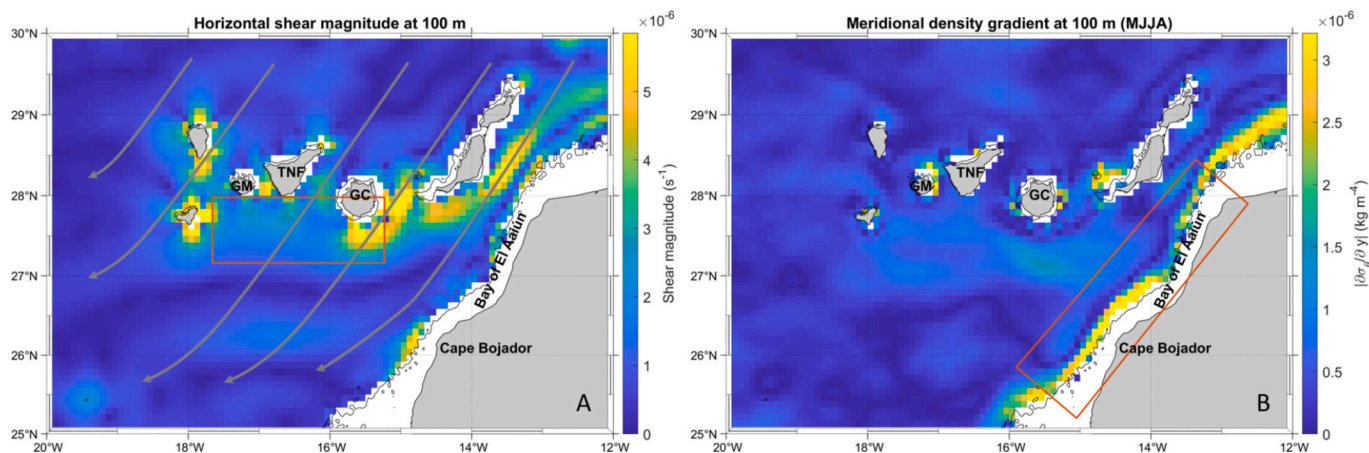 Horizontal shear magnitude at 100 m
×10⁻⁶
30°N
29°N
28°N
27°N
26°N
25°N
20°W
18°W
16°W
14°W
12°W
GM
TNF
GC
Bay of El Aaiún
Cape Bojador
A
5
4
3
2
1
0
Shear magnitude (s⁻¹)
Meridional density gradient at 100 m (MJJA)
×10⁻⁶
30°N
29°N
28°N
27°N
26°N
25°N
20°W
18°W
16°W
14°W
12°W
GM
TNF
GC
Bay of El Aaiún
Cape Bojador
B
3
2.5
2
1.5
1
0.5
0
|∂σθ/∂y| (kg m⁻⁴)